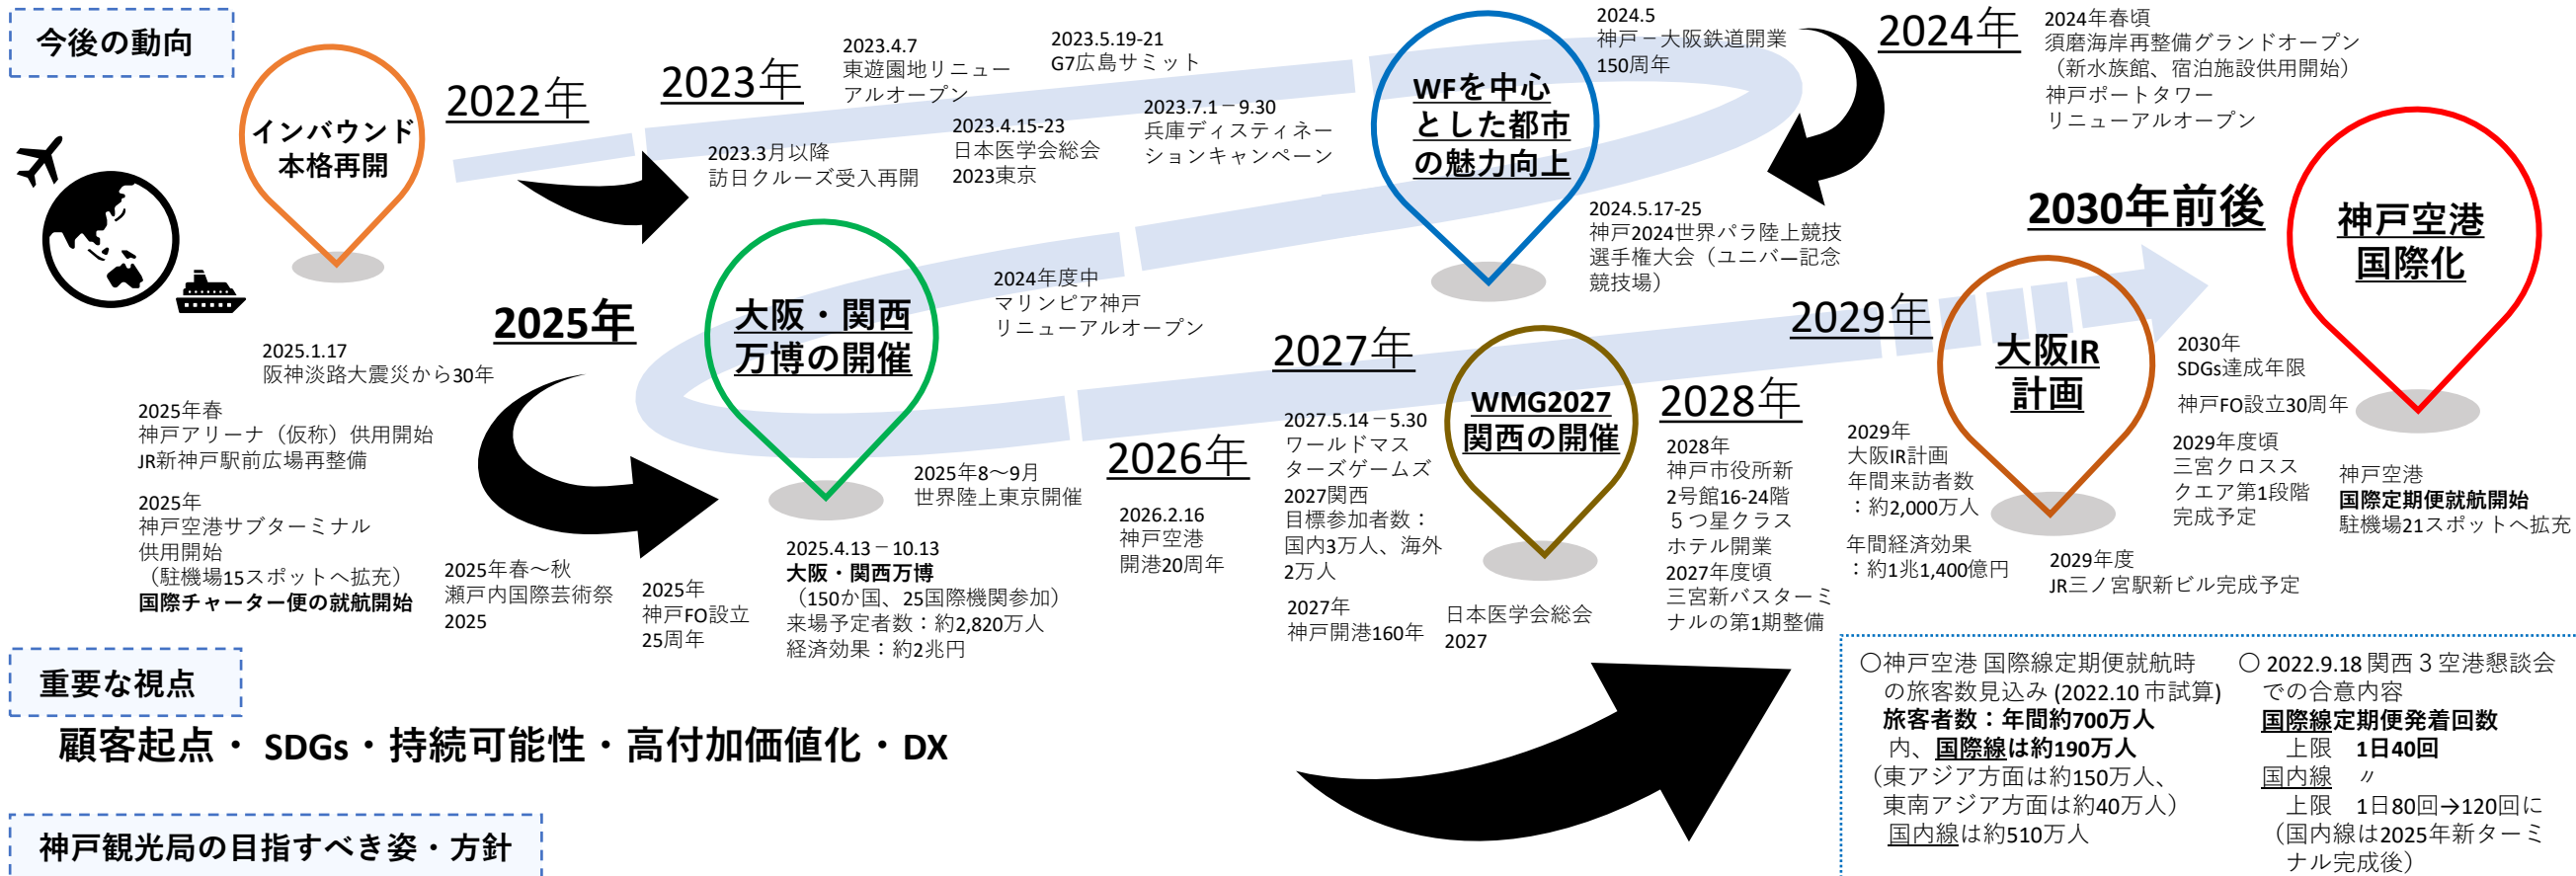 今後の動向
インバウンド
本格再開
2022年
2023年
2023.3月以降
訪日クルーズ受入再開
2023.4.7
東遊園地リニュー
アルオープン
2023.4.15-23
日本医学会総会
2023東京
2023.5.19-21
G7広島サミット
2023.7.1－9.30
兵庫ディスティネー
ションキャンペーン
WFを中心
とした都市
の魅力向上
2024.5
神戸－大阪鉄道開業
150周年
2024年
2024年春頃
須磨海岸再整備グランドオープン
（新水族館、宿泊施設供用開始）
神戸ポートタワー
リニューアルオープン
2024.5.17-25
神戸2024世界パラ陸上競技
選手権大会（ユニバー記念
競技場）
2024年度中
マリンピア神戸
リニューアルオープン
2025年
大阪・関西
万博の開催
2025.1.17
阪神淡路大震災から30年
2025年春
神戸アリーナ（仮称）供用開始
JR新神戸駅前広場再整備
2025年
神戸空港サブターミナル
供用開始
（駐機場15スポットへ拡充）
国際チャーター便の就航開始
2025年春～秋
瀬戸内国際芸術祭
2025
2025年
神戸FO設立
25周年
2025.4.13－10.13
大阪・関西万博
（150か国、25国際機関参加）
来場予定者数：約2,820万人
経済効果：約2兆円
2025年8～9月
世界陸上東京開催
2026年
2026.2.16
神戸空港
開港20周年
2027年
2027.5.14－5.30
ワールドマス
ターズゲームズ
2027関西
目標参加者数：
国内3万人、海外
2万人
2027年
神戸開港160年
WMG2027
関西の開催
日本医学会総会
2027
2028年
2028年
神戸市役所新
2号館16-24階
５つ星クラス
ホテル開業
2027年度頃
三宮新バスターミ
ナルの第1期整備
2029年
2029年
大阪IR計画
年間来訪者数
：約2,000万人
年間経済効果
：約1兆1,400億円
大阪IR
計画
2029年度
JR三ノ宮駅新ビル完成予定
2030年前後
2030年
SDGs達成年限
神戸FO設立30周年
2029年度頃
三宮クロスス
クエア第1段階
完成予定
神戸空港
国際化
神戸空港
国際定期便就航開始
駐機場21スポットへ拡充
重要な視点
顧客起点・ SDGs・持続可能性・高付加価値化・DX
神戸観光局の目指すべき姿・方針
〇神戸空港 国際線定期便就航時
の旅客数見込み (2022.10 市試算)
旅客者数：年間約700万人
内、国際線は約190万人
（東アジア方面は約150万人、
東南アジア方面は約40万人）
国内線は約510万人
〇 2022.9.18 関西３空港懇談会
での合意内容
国際線定期便発着回数
上限　1日40回
国内線　〃
上限　1日80回→120回に
（国内線は2025年新ターミ
ナル完成後）